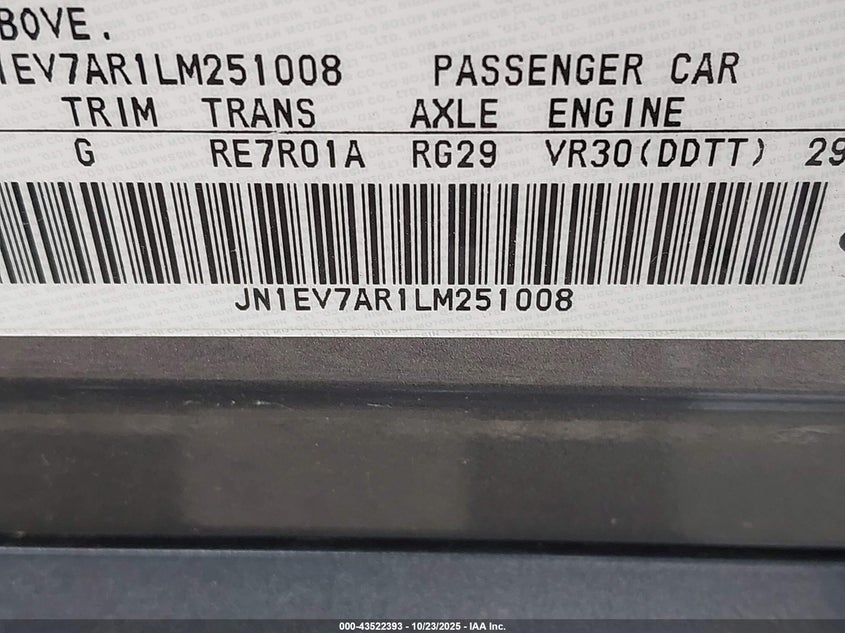 BOVE.
1EV7AR1LM251008 PASSENGER CAR
TRIM TRANS AXLE ENGINE
G RE7R01A RG29 VR30(DDTT) 29
JN1EV7AR1LM251008
000-43522393 - 10/23/2025 - IAA Inc.